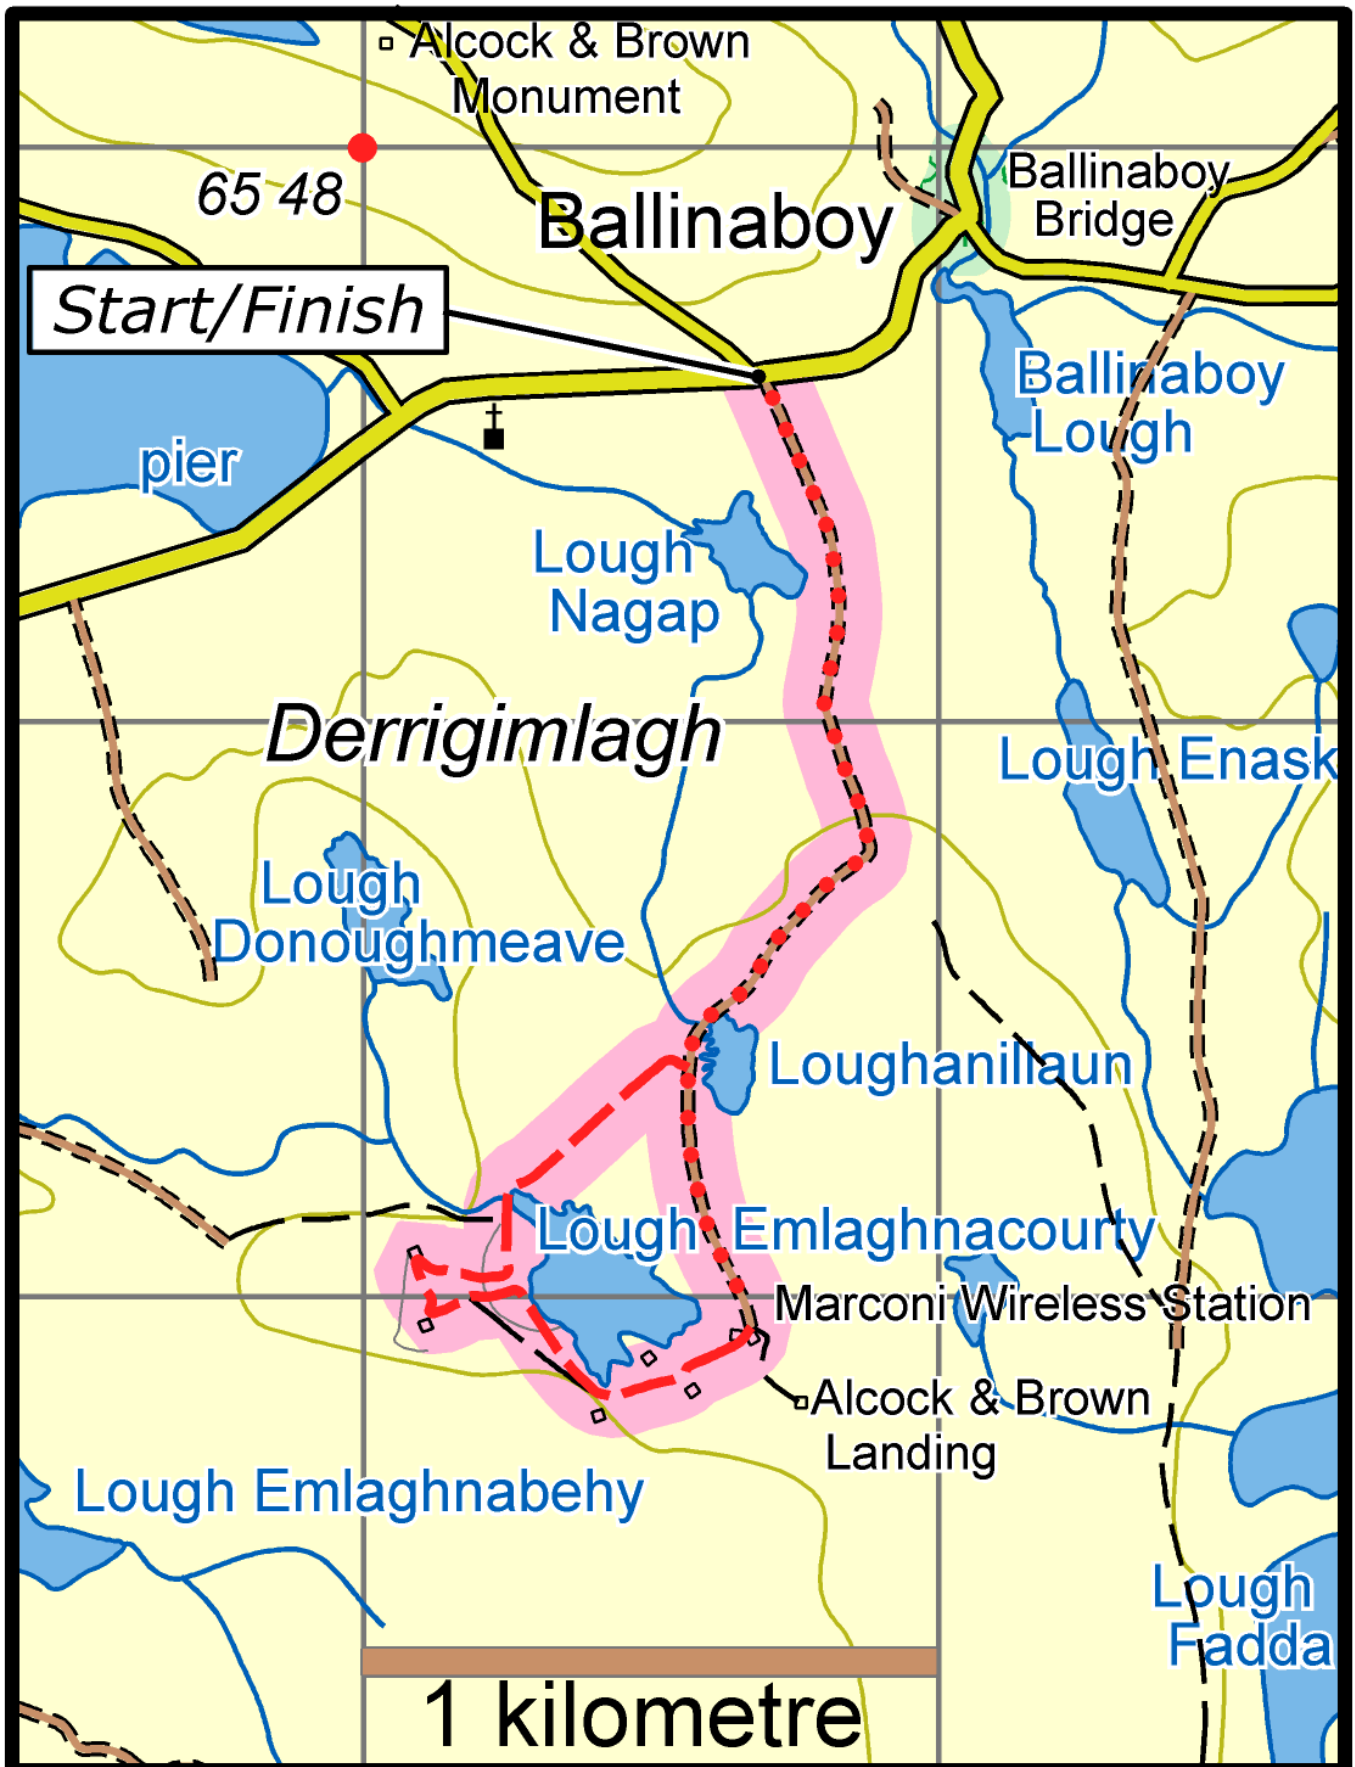 Alcock & Brown
Monument
65 48
Ballinaboy
Ballinaboy
Bridge
Start/Finish
Ballinaboy
Lough
pier
Lough
Nagap
Derrigimlagh
Lough Enask
Lough
Donoughmeave
Loughanillaun
Lough Emlaghnacourty
Marconi Wireless Station
Alcock & Brown
Landing
Lough Emlaghnabehy
Lough
Fadda
1 kilometre